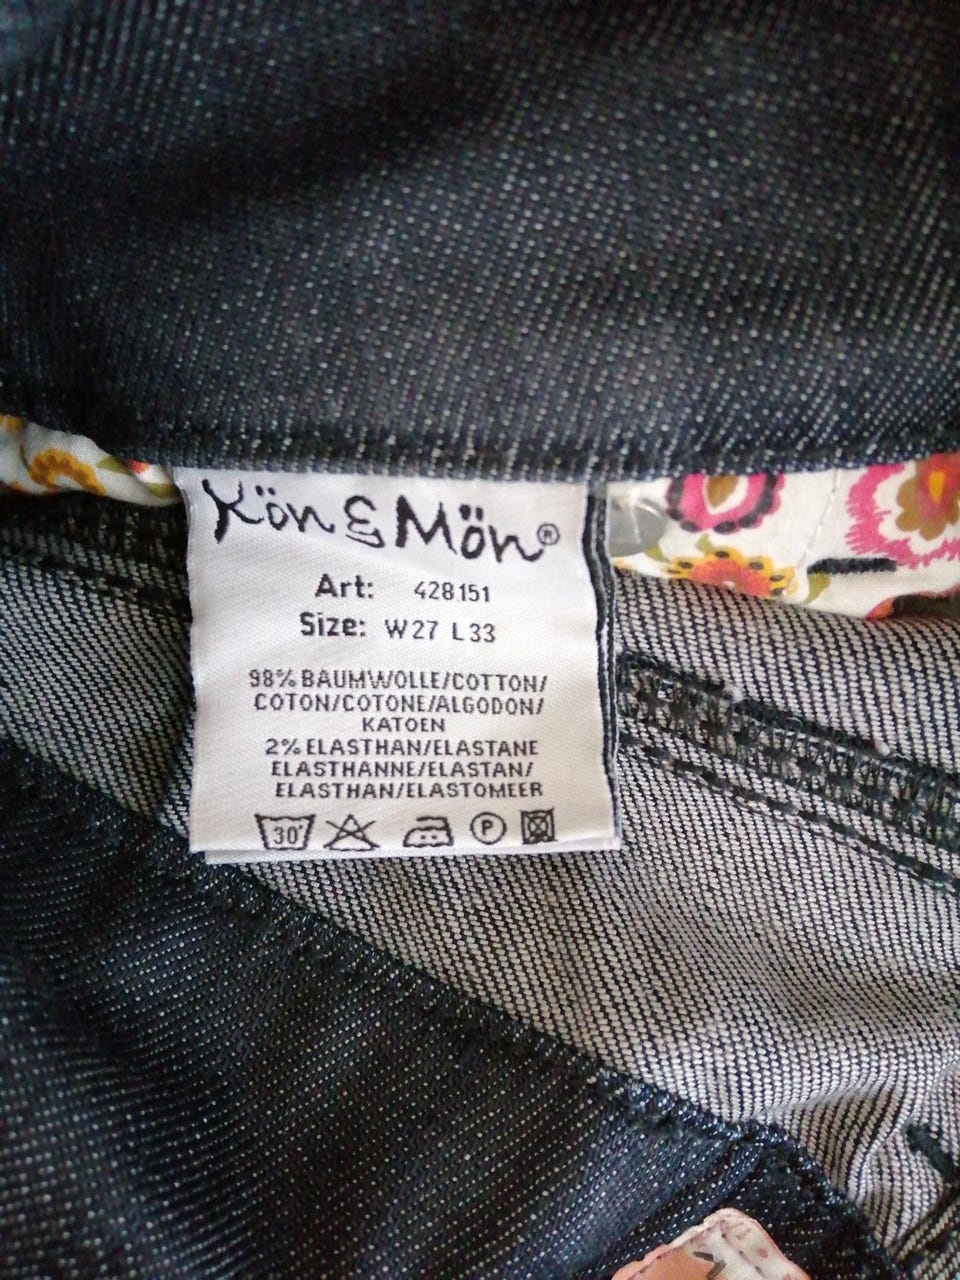 Kön & Mön®
Art: 428151
Size: W27 L33
98% BAUMWOLLE/COTTON/
COTON/COTONE/ALGODON/
KATOEN
2% ELASTHAN/ELASTANE
ELASTHANNE/ELASTAN/
ELASTHAN/ELASTOMEER
30° P